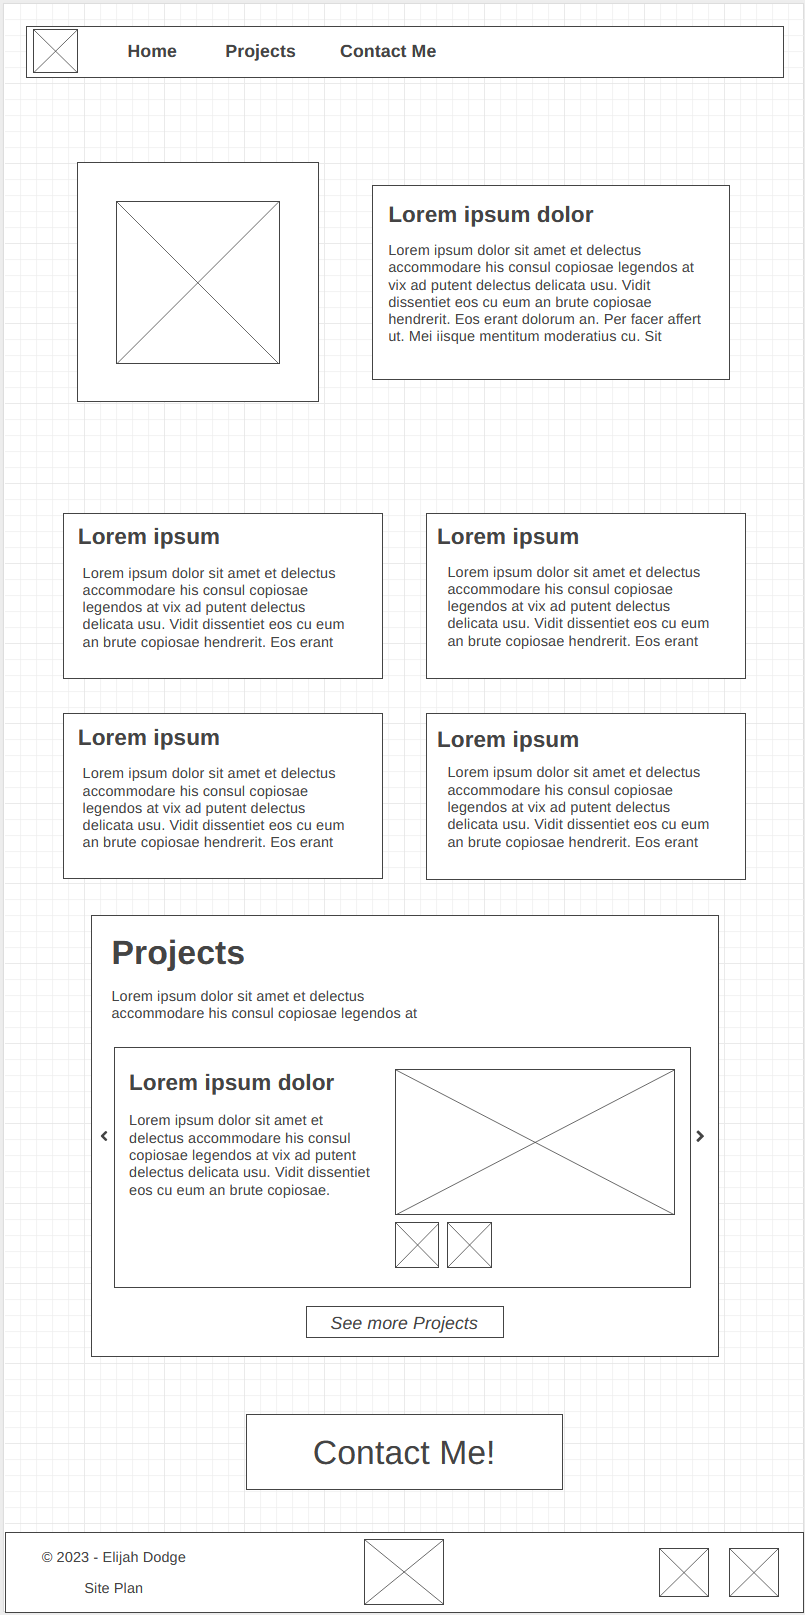 Home Projects Contact Me
Lorem ipsum dolor
Lorem ipsum dolor sit amet et delectus
accommodare his consul copiosae legendos at
vix ad putent delectus delicata usu. Vidit
dissentiet eos cu eum an brute copiosae
hendrerit. Eos erant dolorum an. Per facer affert
ut. Mei iisque mentitum moderatius cu. Sit
Lorem ipsum
Lorem ipsum dolor sit amet et delectus
accommodare his consul copiosae
legendos at vix ad putent delectus
delicata usu. Vidit dissentiet eos cu eum
an brute copiosae hendrerit. Eos erant
Lorem ipsum
Lorem ipsum dolor sit amet et delectus
accommodare his consul copiosae
legendos at vix ad putent delectus
delicata usu. Vidit dissentiet eos cu eum
an brute copiosae hendrerit. Eos erant
Lorem ipsum
Lorem ipsum dolor sit amet et delectus
accommodare his consul copiosae
legendos at vix ad putent delectus
delicata usu. Vidit dissentiet eos cu eum
an brute copiosae hendrerit. Eos erant
Lorem ipsum
Lorem ipsum dolor sit amet et delectus
accommodare his consul copiosae
legendos at vix ad putent delectus
delicata usu. Vidit dissentiet eos cu eum
an brute copiosae hendrerit. Eos erant
Projects
Lorem ipsum dolor sit amet et delectus
accommodare his consul copiosae legendos at
Lorem ipsum dolor
Lorem ipsum dolor sit amet et
delectus accommodare his consul
copiosae legendos at vix ad putent
delectus delicata usu. Vidit dissentiet
eos cu eum an brute copiosae.
See more Projects
Contact Me!
© 2023 - Elijah Dodge
Site Plan